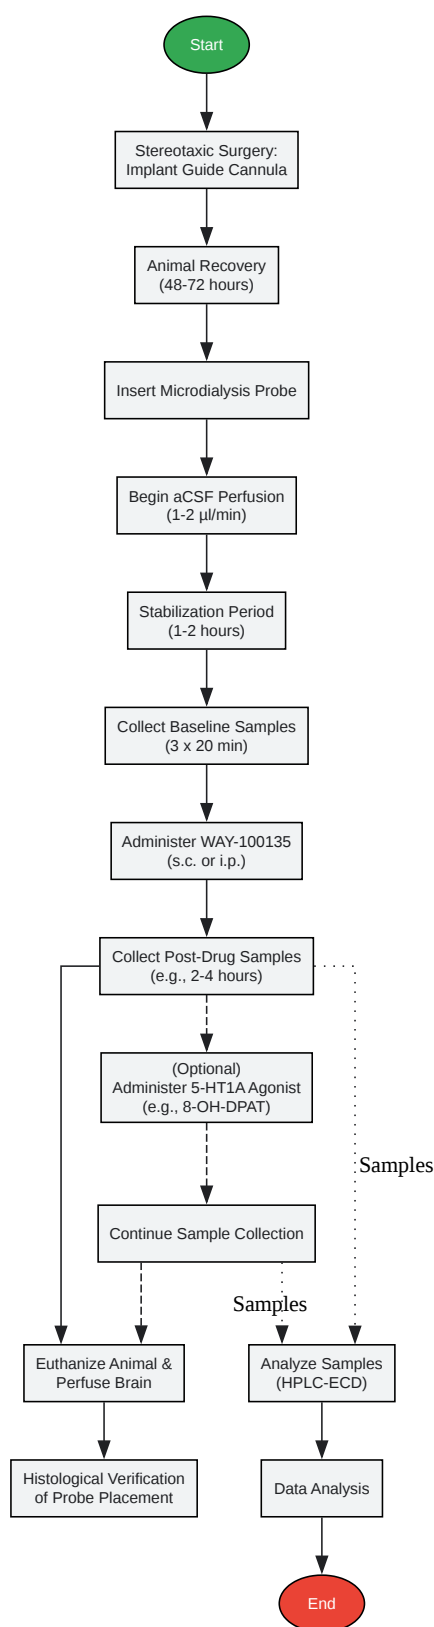 Start
Stereotaxic Surgery:
Implant Guide Cannula
Animal Recovery
(48-72 hours)
Insert Microdialysis Probe
Begin aCSF Perfusion
(1-2 µl/min)
Stabilization Period
(1-2 hours)
Collect Baseline Samples
(3 x 20 min)
Administer WAY-100135
(s.c. or i.p.)
Collect Post-Drug Samples
(e.g., 2-4 hours)
(Optional)
Administer 5-HT1A Agonist
(e.g., 8-OH-DPAT)
Samples
Continue Sample Collection
Samples
Euthanize Animal &
Perfuse Brain
Analyze Samples
(HPLC-ECD)
Histological Verification
of Probe Placement
Data Analysis
End